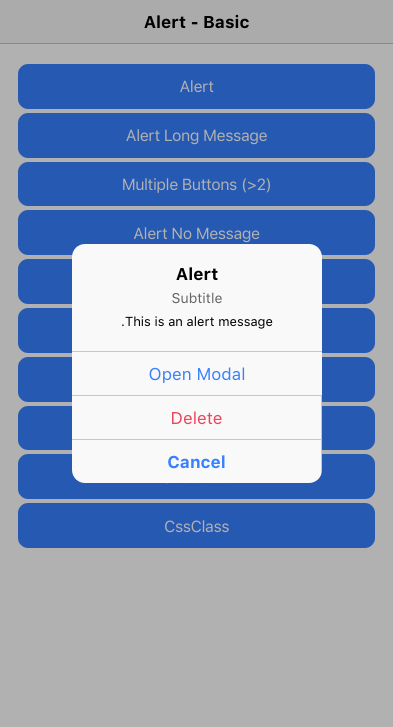 Alert - Basic
Alert
Alert Long Message
Multiple Buttons (>2)
Alert No Message
Alert
Subtitle
.This is an alert message
Open Modal
Delete
Cancel
CssClass